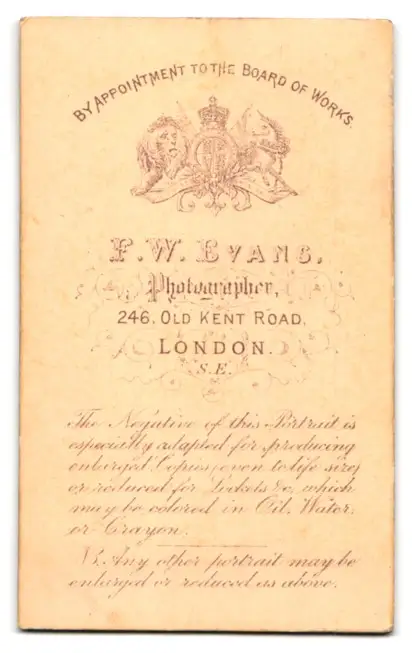 BY APPOINTMENT TO THE BOARD OF WORKS.
F. W. EVANS.
Photographer,
246, OLD KENT ROAD,
LONDON.
S.E.
The Negative of this Portrait is
especially adapted for producing
enlarged Copies, (even to life size)
or reduced for Lockets &c, which
may be colored in Oil, Water,
or Crayon.
NB. Any other portrait may be
enlarged or reduced as above.